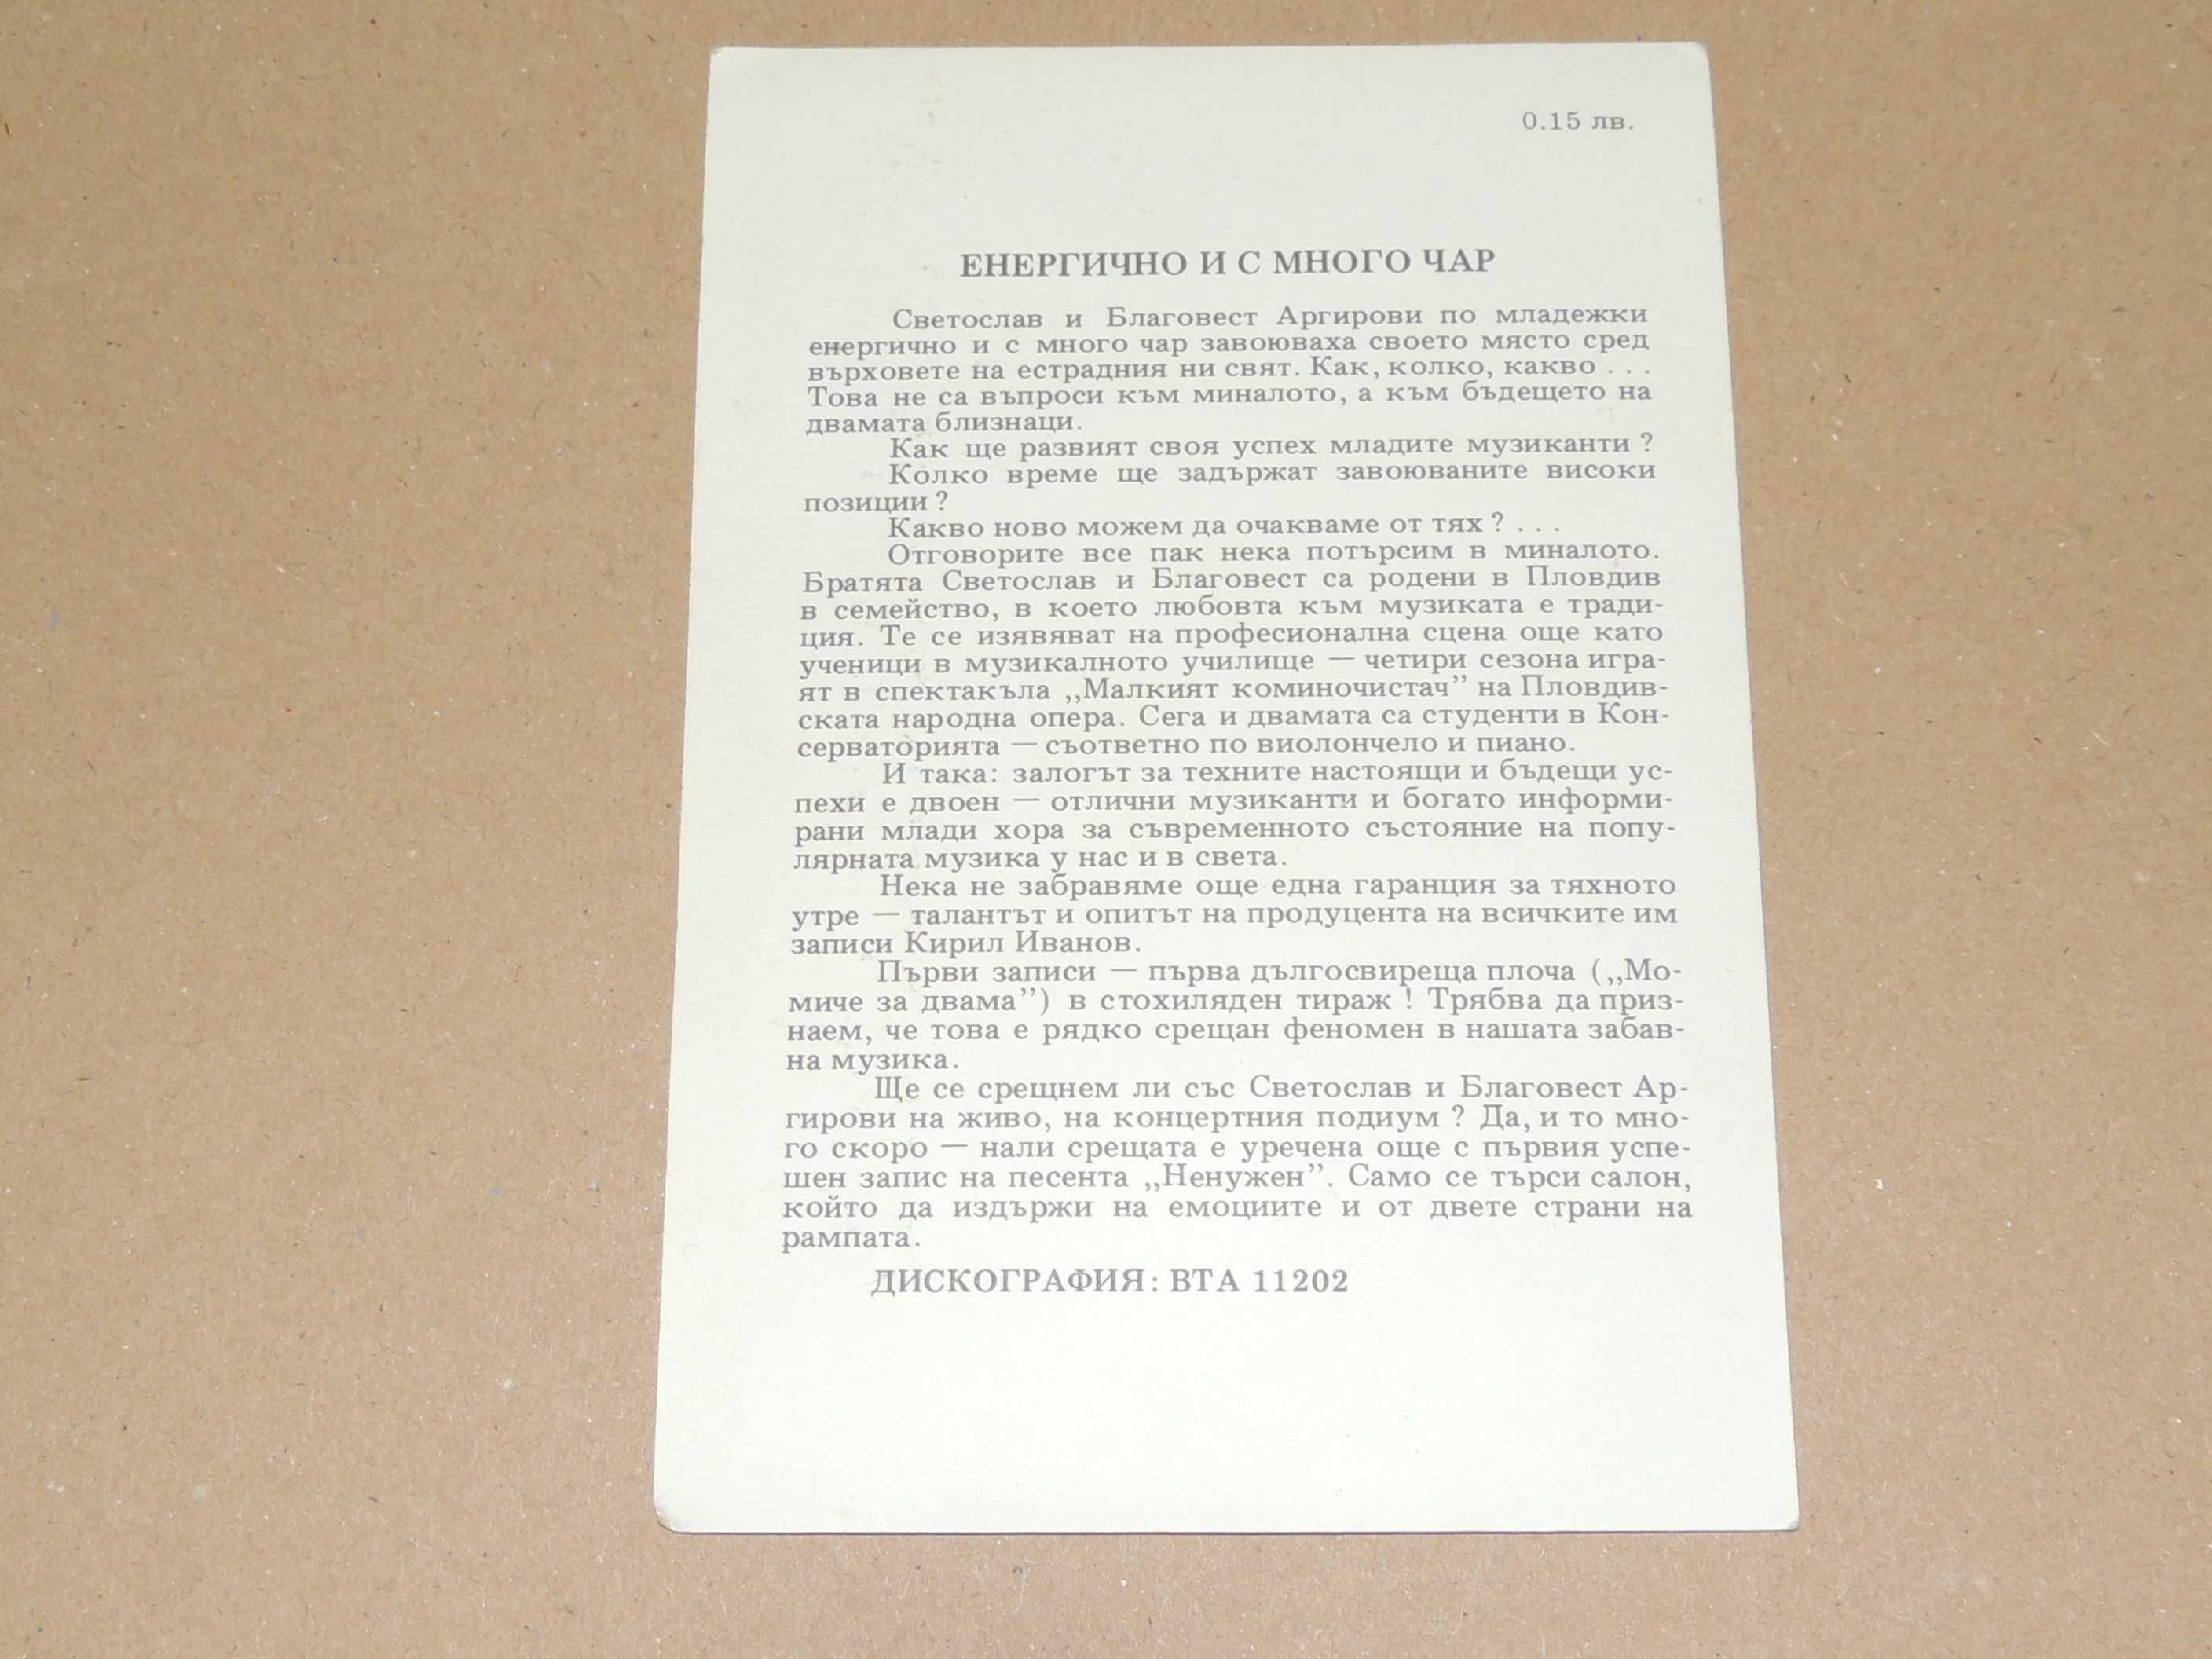 0.15 лв.
ЕНЕРГИЧНО И С МНОГО ЧАР
Светослав и Благовест Аргирови по младежки
енергично и с много чар завоюваха своето място сред
върховете на естрадния ни свят. Как, колко, какво . . .
Това не са въпроси към миналото, а към бъдещето на
двамата близнаци.
Как ще развият своя успех младите музиканти ?
Колко време ще задържат завоюваните високи
позиции ?
Какво ново можем да очакваме от тях ? . . .
Отговорите все пак нека потърсим в миналото.
Братята Светослав и Благовест са родени в Пловдив
в семейство, в което любовта към музиката е тради-
ция. Те се изявяват на професионална сцена още като
ученици в музикалното училище — четири сезона игра-
ят в спектакъла „Малкият коминочистач” на Пловдив-
ската народна опера. Сега и двамата са студенти в Кон-
серваторията — съответно по виолончело и пиано.
И така: залогът за техните настоящи и бъдещи ус-
пехи е двоен — отлични музиканти и богато информи-
рани млади хора за съвременното състояние на попу-
лярната музика у нас и в света.
Нека не забравяме още една гаранция за тяхното
утре — талантът и опитът на продуцента на всичките им
записи Кирил Иванов.
Първи записи — първа дългосвиреща плоча („Мо-
миче за двама”) в стохиляден тираж ! Трябва да приз-
наем, че това е рядко срещан феномен в нашата забав-
на музика.
Ще се срещнем ли със Светослав и Благовест Ар-
гирови на живо, на концертния подиум ? Да, и то мно-
го скоро — нали срещата е уречена още с първия успе-
шен запис на песента „Ненужен”. Само се търси салон,
който да издържи на емоциите и от двете страни на
рампата.
ДИСКОГРАФИЯ: ВТА 11202